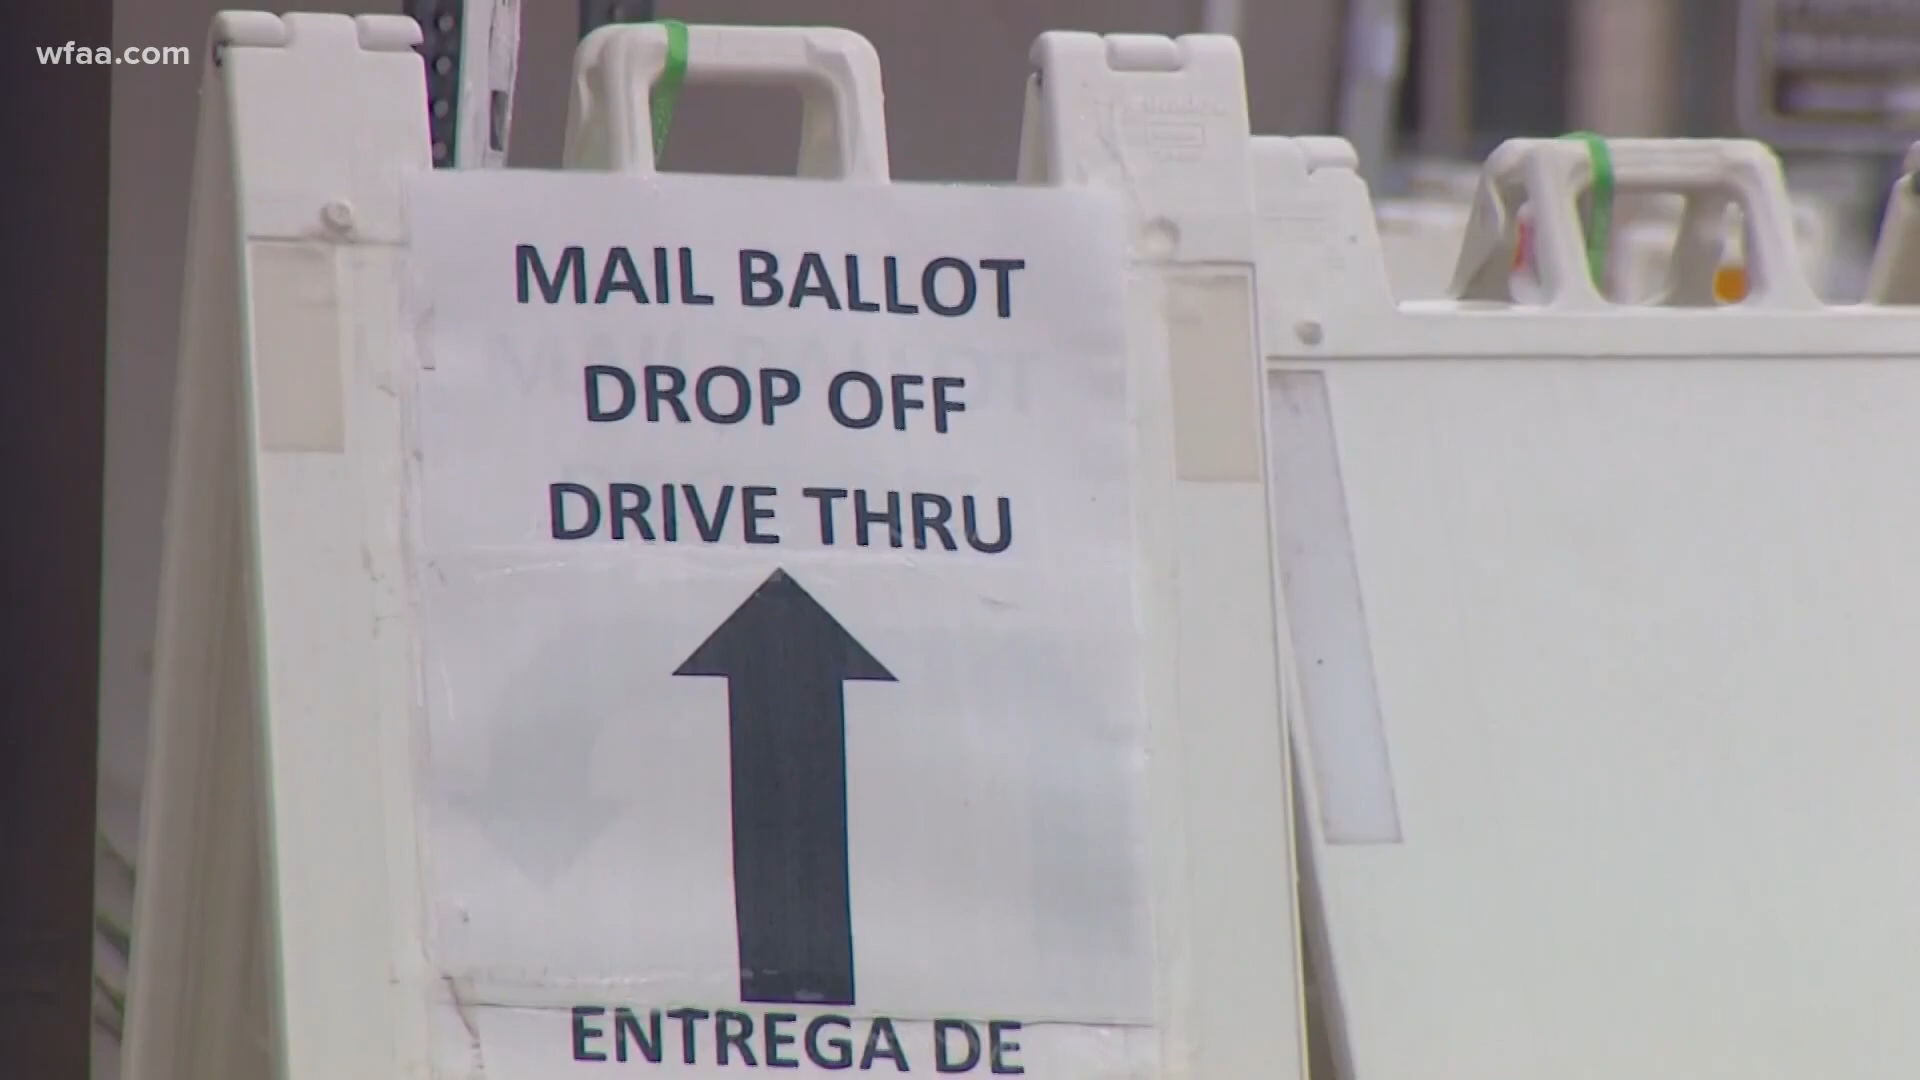 wfaa.com
MAIL BALLOT
DROP OFF
DRIVE THRU
ENTREGA DE